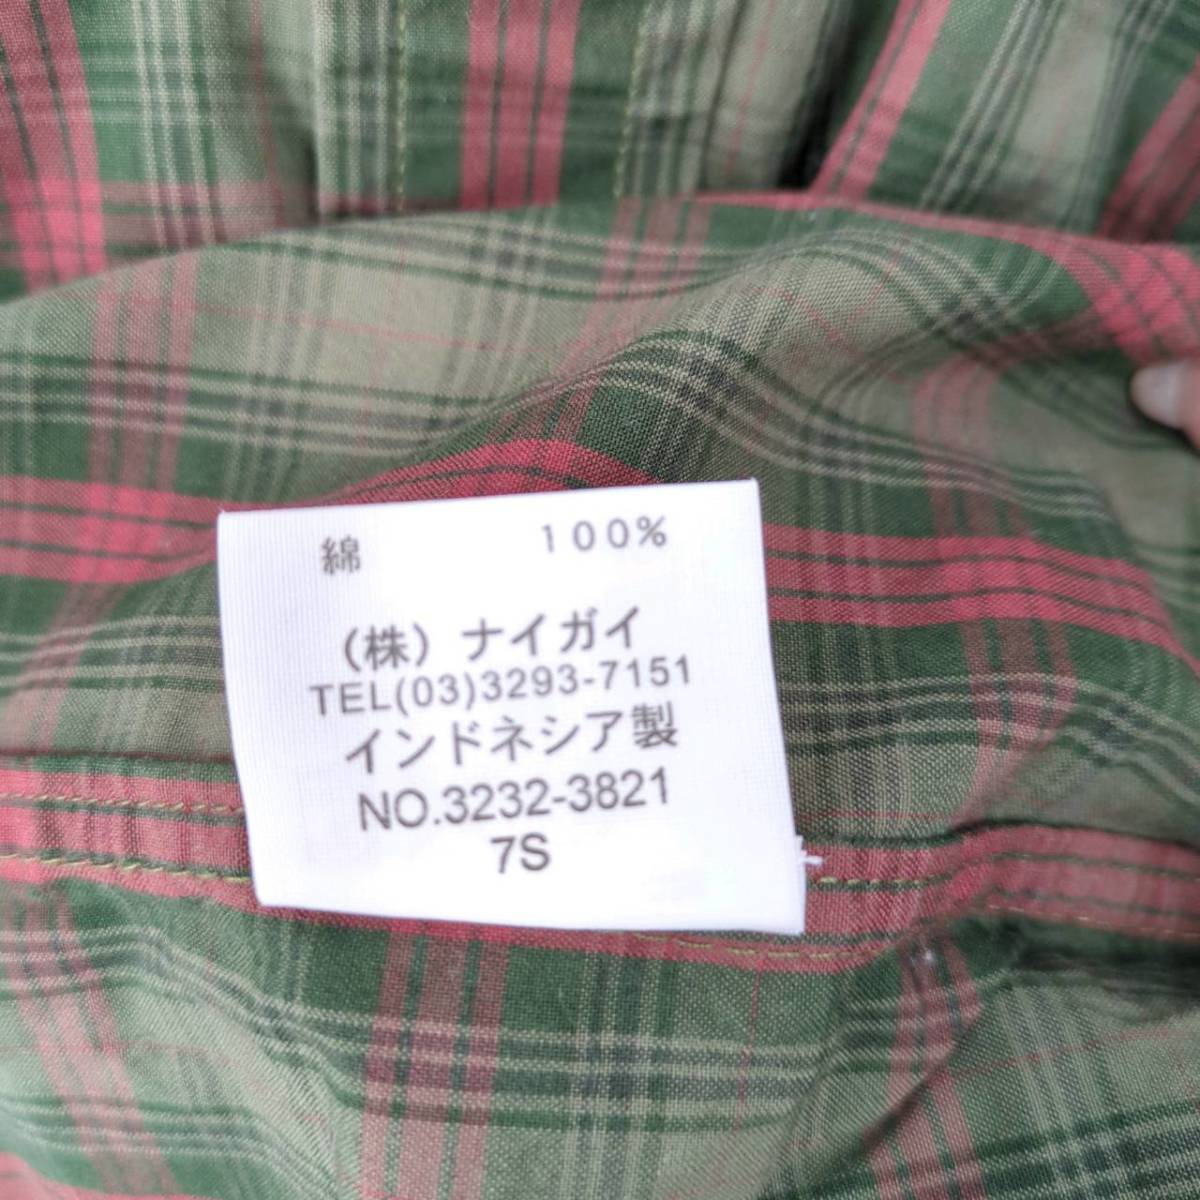 綿 100%
（株）ナイガイ
TEL(03)3293-7151
インドネシア製
NO.3232-3821
7S